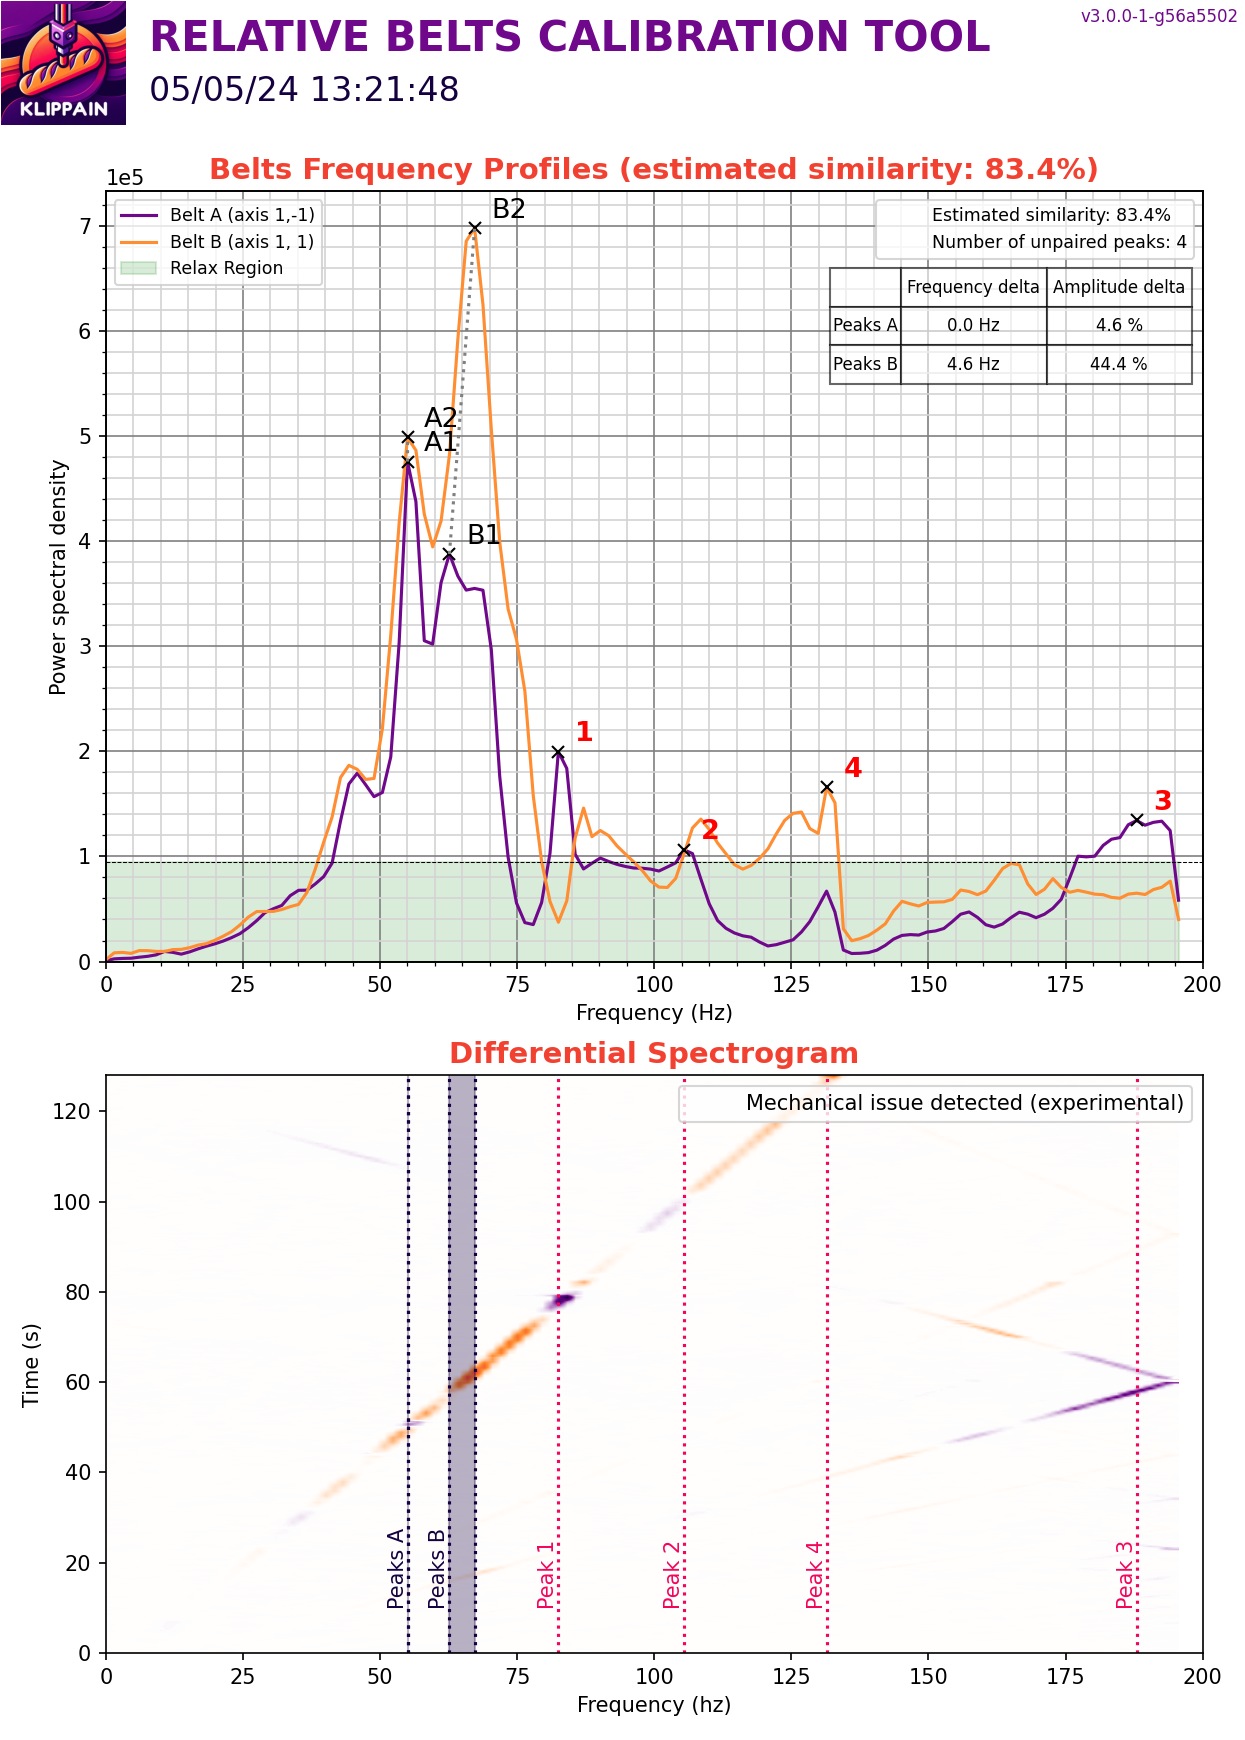 KLIPPAIN
RELATIVE BELTS CALIBRATION TOOL
v3.0.0-1-g56a5502
05/05/24 13:21:48
Belts Frequency Profiles (estimated similarity: 83.4%)
1e5
Belt A (axis 1,-1)
Belt B (axis 1, 1)
Relax Region
Estimated similarity: 83.4%
Number of unpaired peaks: 4
Frequency delta Amplitude delta
Peaks A 0.0 Hz 4.6 %
Peaks B 4.6 Hz 44.4 %
B2
A2
A1
B1
1
4
3
2
7
6
5
4
3
2
1
0
Power spectral density
0 25 50 75 100 125 150 175 200
Frequency (Hz)
Differential Spectrogram
Mechanical issue detected (experimental)
120
100
80
60
40
20
0
Time (s)
Peaks A
Peaks B
Peak 1
Peak 2
Peak 4
Peak 3
0 25 50 75 100 125 150 175 200
Frequency (hz)